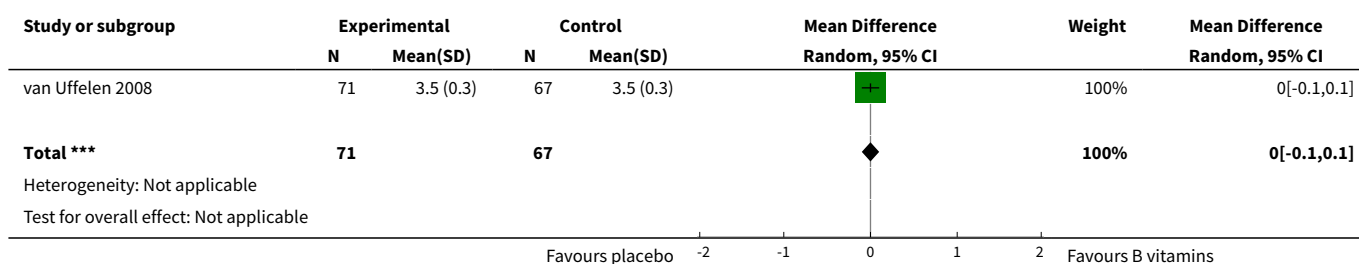 Study or subgroup Experimental Control Mean Difference Weight Mean Difference
N Mean(SD) N Mean(SD) Random, 95% CI Random, 95% CI
van Uffelen 2008 71 3.5 (0.3) 67 3.5 (0.3) 100% 0[-0.1,0.1]
Total *** 71 67 100% 0[-0.1,0.1]
Heterogeneity: Not applicable
Test for overall effect: Not applicable
Favours placebo -2 -1 0 1 2 Favours B vitamins